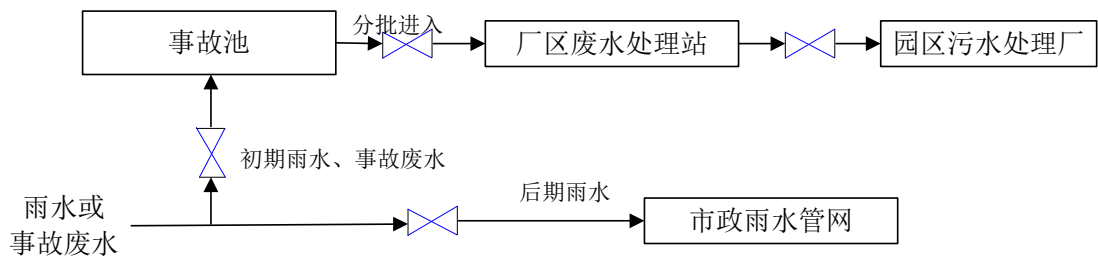 分批进入
事故池
厂区废水处理站
园区污水处理厂
初期雨水、事故废水
后期雨水
雨水或
事故废水
市政雨水管网